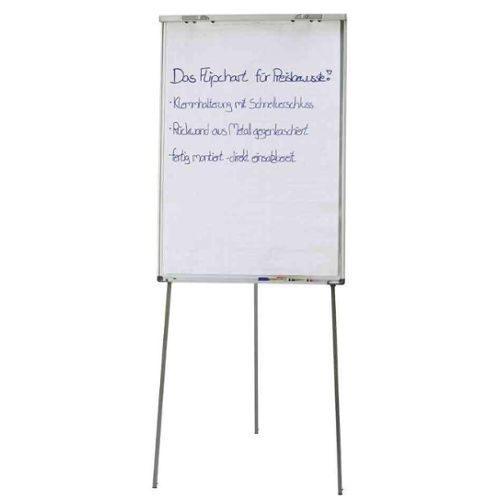 Das Flipchart für Preisbewusste!
• Klemmhalterung mit Schnellverschluss
• Rückwand aus Metall gegenkaschiert
• fertig montiert - direkt einsatzbereit